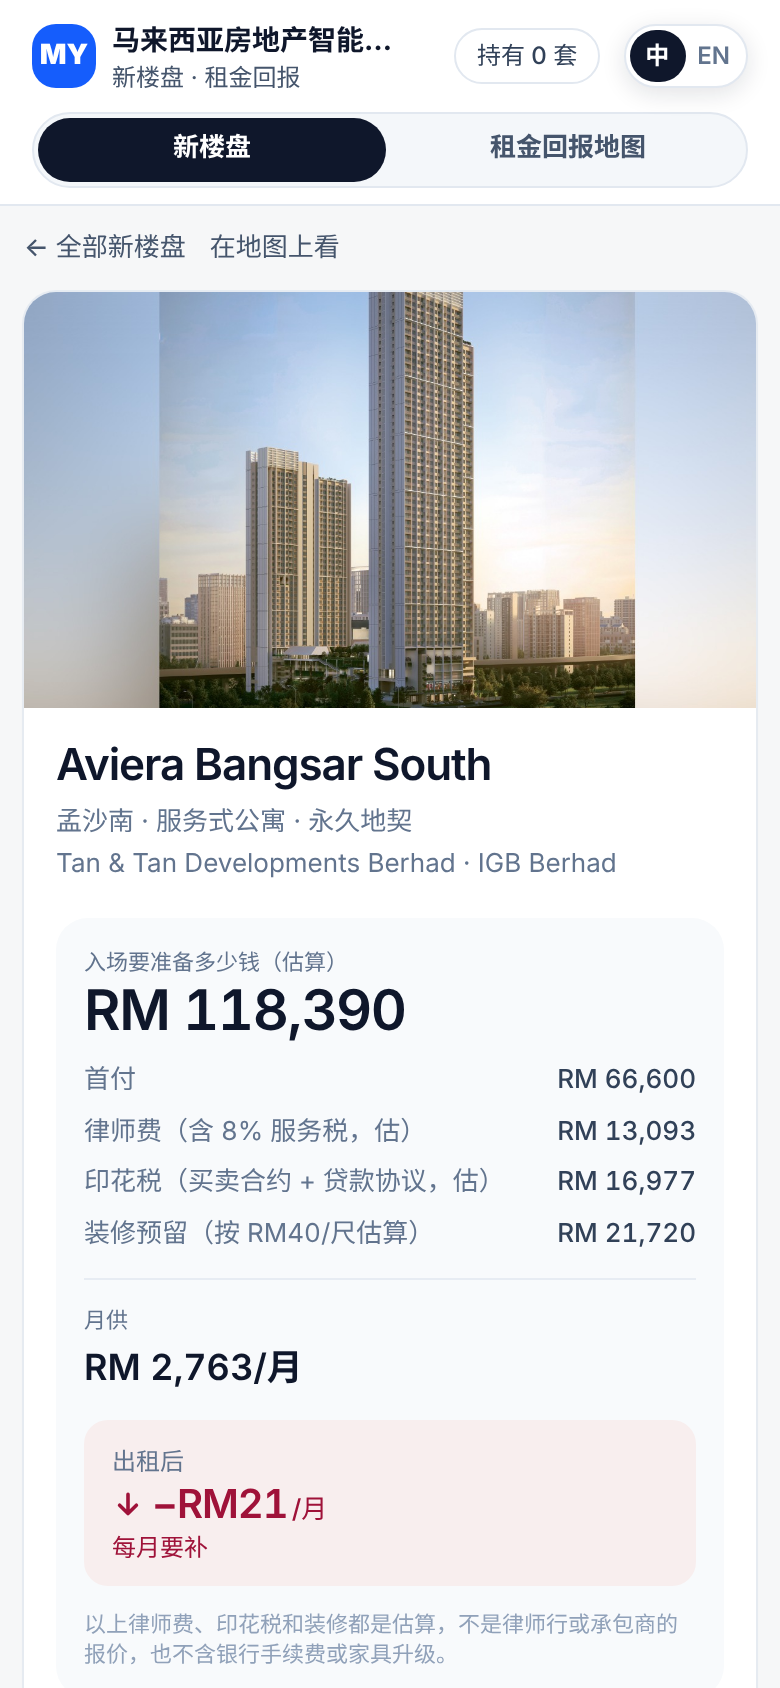 MY
马来西亚房地产智能...
新楼盘 · 租金回报
持有 0 套
中
EN
新楼盘
租金回报地图
← 全部新楼盘 在地图上看
Aviera Bangsar South
孟沙南 · 服务式公寓 · 永久地契
Tan & Tan Developments Berhad · IGB Berhad
入场要准备多少钱（估算）
RM 118,390
首付 RM 66,600
律师费（含 8% 服务税，估） RM 13,093
印花税（买卖合约 + 贷款协议，估） RM 16,977
装修预留（按 RM40/尺估算） RM 21,720
月供
RM 2,763/月
出租后
↓ −RM21/月
每月要补
以上律师费、印花税和装修都是估算，不是律师行或承包商的
报价，也不含银行手续费或家具升级。